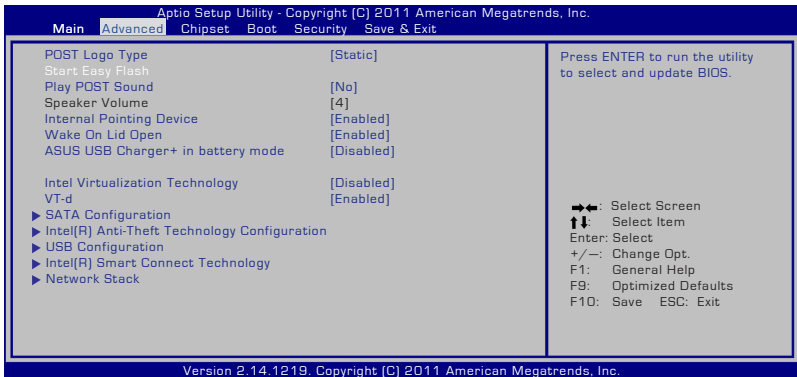 Aptio Setup Utility - Copyright (C) 2011 American Megatrends, Inc.
Main Advanced Chipset Boot Security Save & Exit
POST Logo Type [Static]
Start Easy Flash
Play POST Sound [No]
Speaker Volume [4]
Internal Pointing Device [Enabled]
Wake On Lid Open [Enabled]
ASUS USB Charger+ in battery mode [Disabled]
Intel Virtualization Technology [Disabled]
VT-d [Enabled]
SATA Configuration
Intel(R) Anti-Theft Technology Configuration
USB Configuration
Intel(R) Smart Connect Technology
Network Stack
Press ENTER to run the utility
to select and update BIOS.
→←: Select Screen
↑↓: Select Item
Enter: Select
+/—: Change Opt.
F1: General Help
F9: Optimized Defaults
F10: Save ESC: Exit
Version 2.14.1219. Copyright (C) 2011 American Megatrends, Inc.